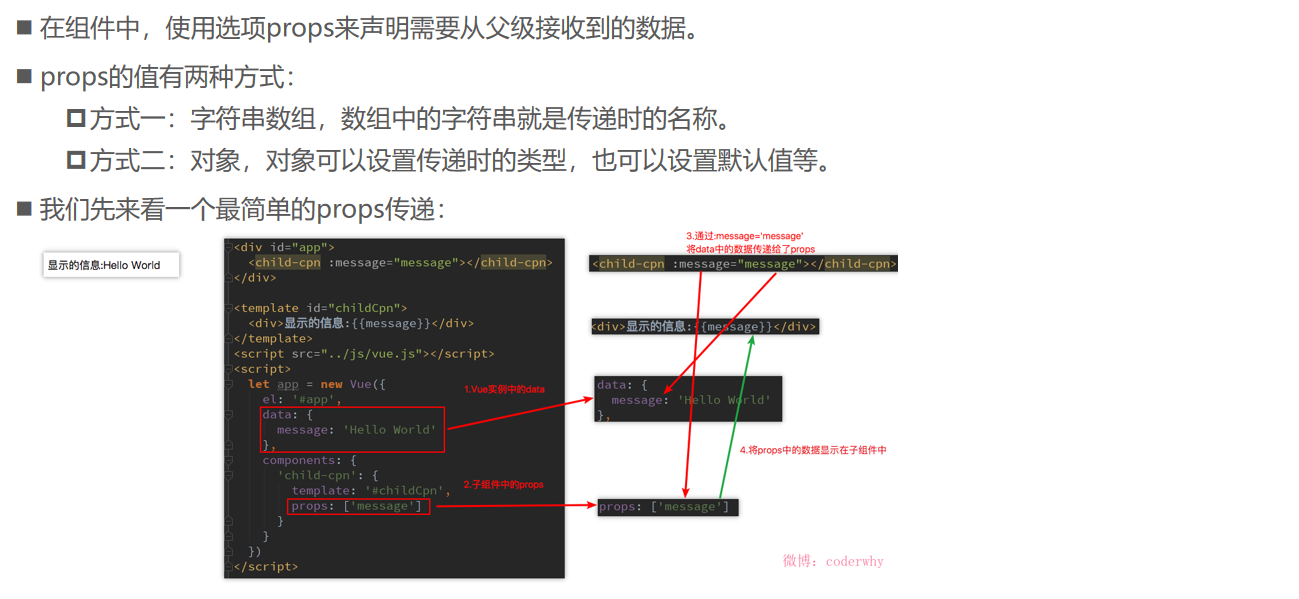 在组件中，使用选项props来声明需要从父级接收到的数据。
props的值有两种方式：
方式一：字符串数组，数组中的字符串就是传递时的名称。
方式二：对象，对象可以设置传递时的类型，也可以设置默认值等。
我们先来看一个最简单的props传递：
显示的信息:Hello World
<div id="app">
<child-cpn :message="message"></child-cpn>
</div>
<template id="childCpn">
<div>显示的信息:{{message}}</div>
</template>
<script src="../js/vue.js"></script>
<script>
let app = new Vue({
el: '#app',
data: {
message: 'Hello World'
},
components: {
'child-cpn': {
template: '#childCpn',
props: ['message']
}
}
})
</script>
1.Vue实例中的data
2.子组件中的props
3.通过:message='message'
将data中的数据传递给了props
<child-cpn :message="message"></child-cpn>
<div>显示的信息:{{message}}</div>
data: {
message: 'Hello World'
},
4.将props中的数据显示在子组件中
props: ['message']
微博：coderwhy